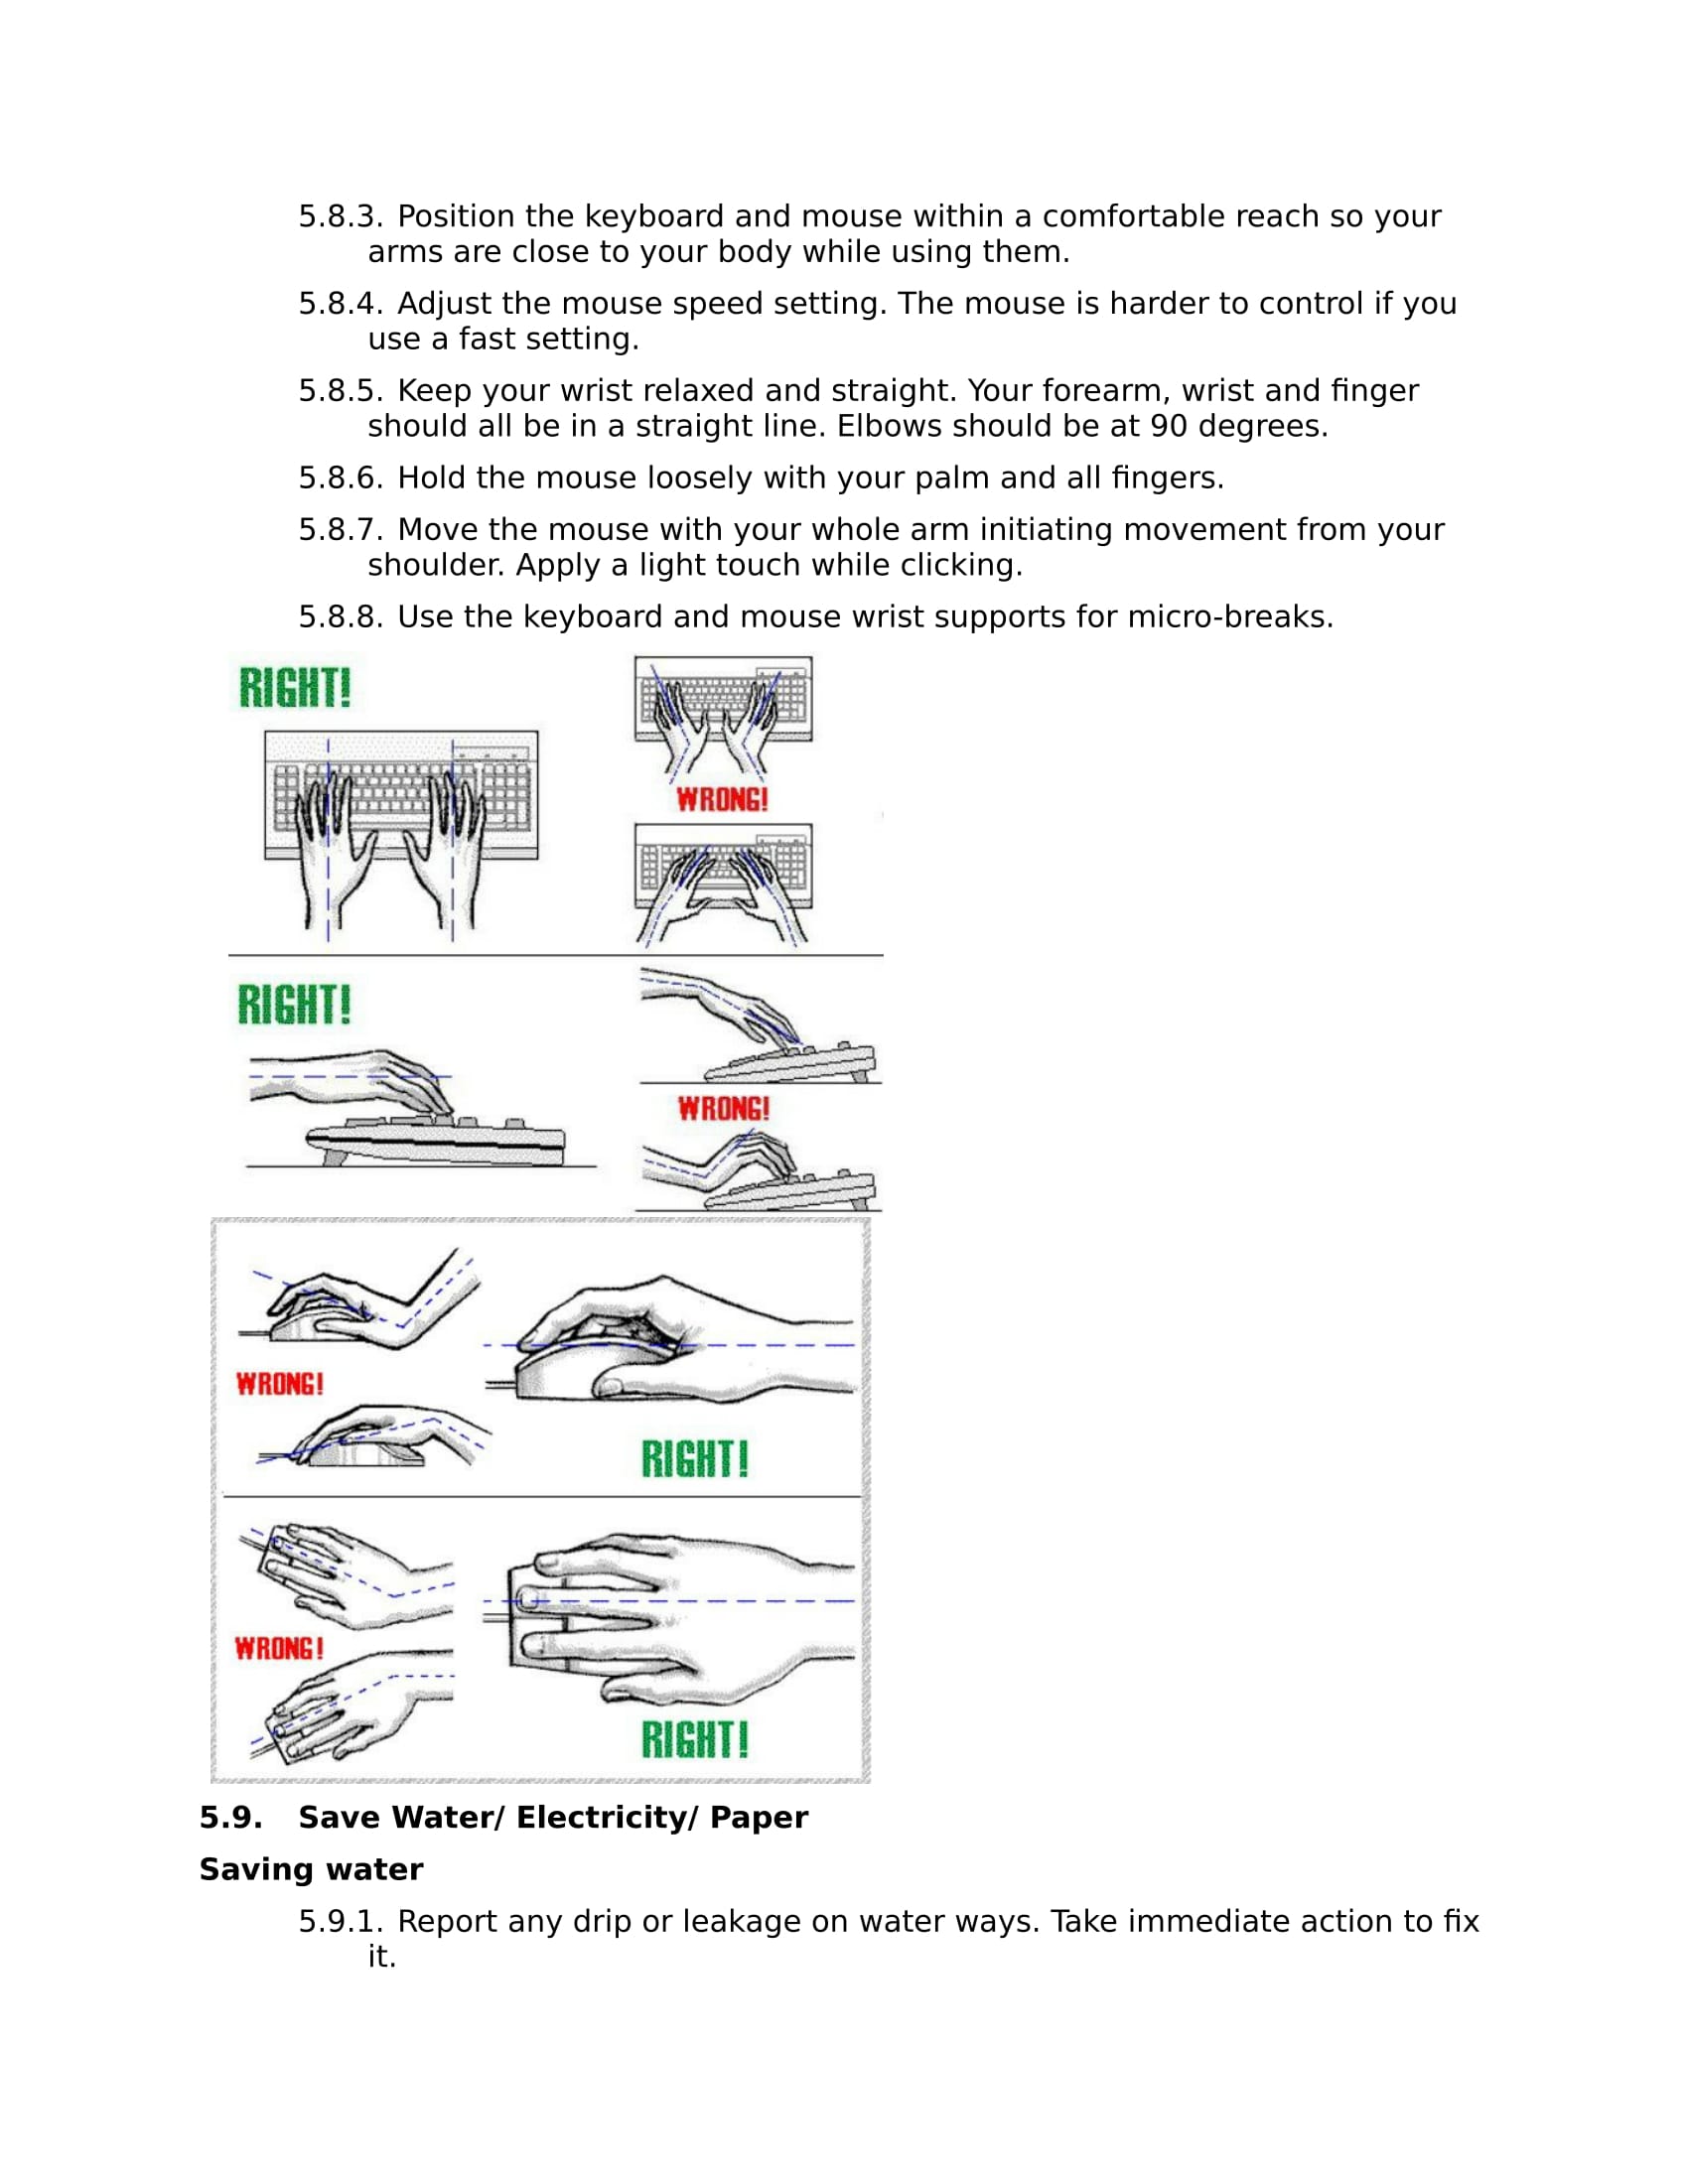 5.8.3. Position the keyboard and mouse within a comfortable reach so your
arms are close to your body while using them.
5.8.4. Adjust the mouse speed setting. The mouse is harder to control if you
use a fast setting.
5.8.5. Keep your wrist relaxed and straight. Your forearm, wrist and finger
should all be in a straight line. Elbows should be at 90 degrees.
5.8.6. Hold the mouse loosely with your palm and all fingers.
5.8.7. Move the mouse with your whole arm initiating movement from your
shoulder. Apply a light touch while clicking.
5.8.8. Use the keyboard and mouse wrist supports for micro-breaks.
RIGHT!
WRONG!
RIGHT!
WRONG!
WRONG!
RIGHT!
WRONG!
RIGHT!
5.9. Save Water/ Electricity/ Paper
Saving water
5.9.1. Report any drip or leakage on water ways. Take immediate action to fix
it.